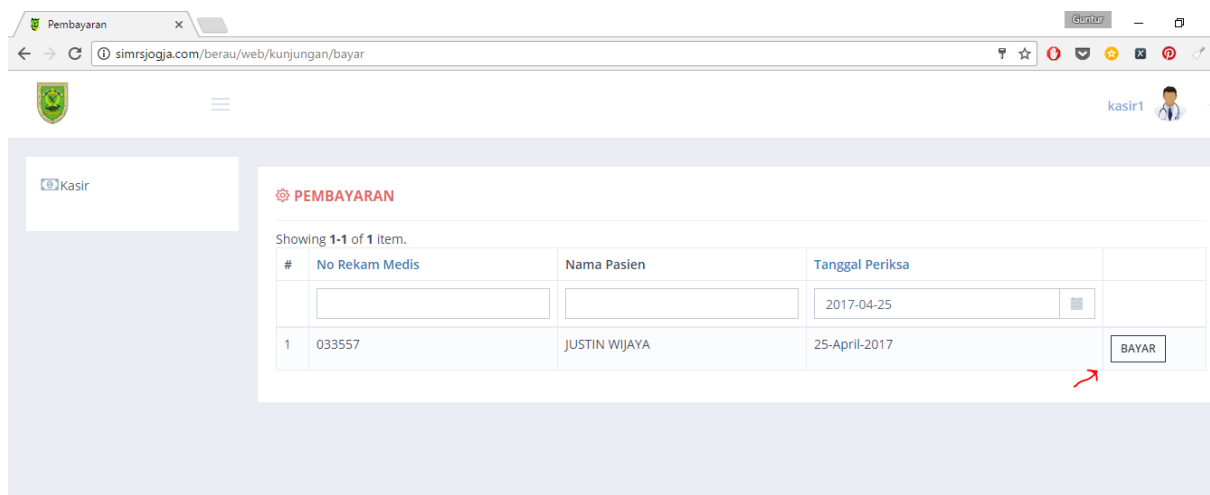 Pembayaran
Guntur
simrsjogja.com/berau/web/kunjungan/bayar
kasir1
Kasir
PEMBAYARAN
Showing 1-1 of 1 item.
# No Rekam Medis Nama Pasien Tanggal Periksa
2017-04-25
1 033557 JUSTIN WIJAYA 25-April-2017 BAYAR